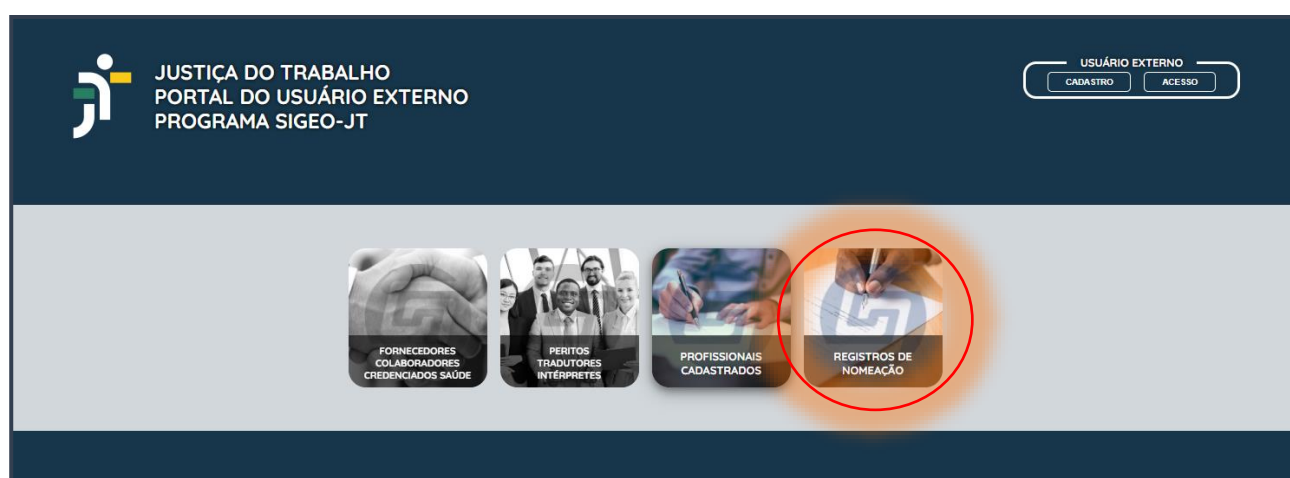 JUSTIÇA DO TRABALHO
PORTAL DO USUÁRIO EXTERNO
PROGRAMA SIGEO-JT
USUÁRIO EXTERNO
CADASTRO
ACESSO
FORNECEDORES
COLABORADORES
CREDENCIADOS SAÚDE
PERITOS
TRADUTORES
INTÉRPRETES
PROFISSIONAIS
CADASTRADOS
REGISTROS DE
NOMEAÇÃO